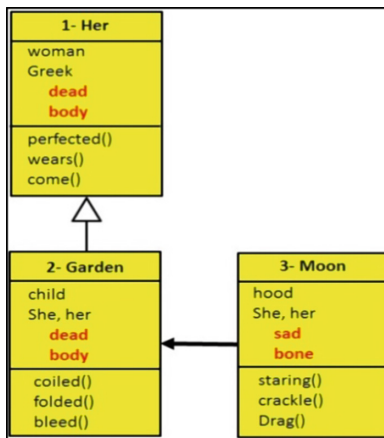 1- Her
woman
Greek
dead
body
perfected()
wears()
come()
2- Garden
child
She, her
dead
body
coiled()
folded()
bleed()
3- Moon
hood
She, her
sad
bone
staring()
crackle()
Drag()